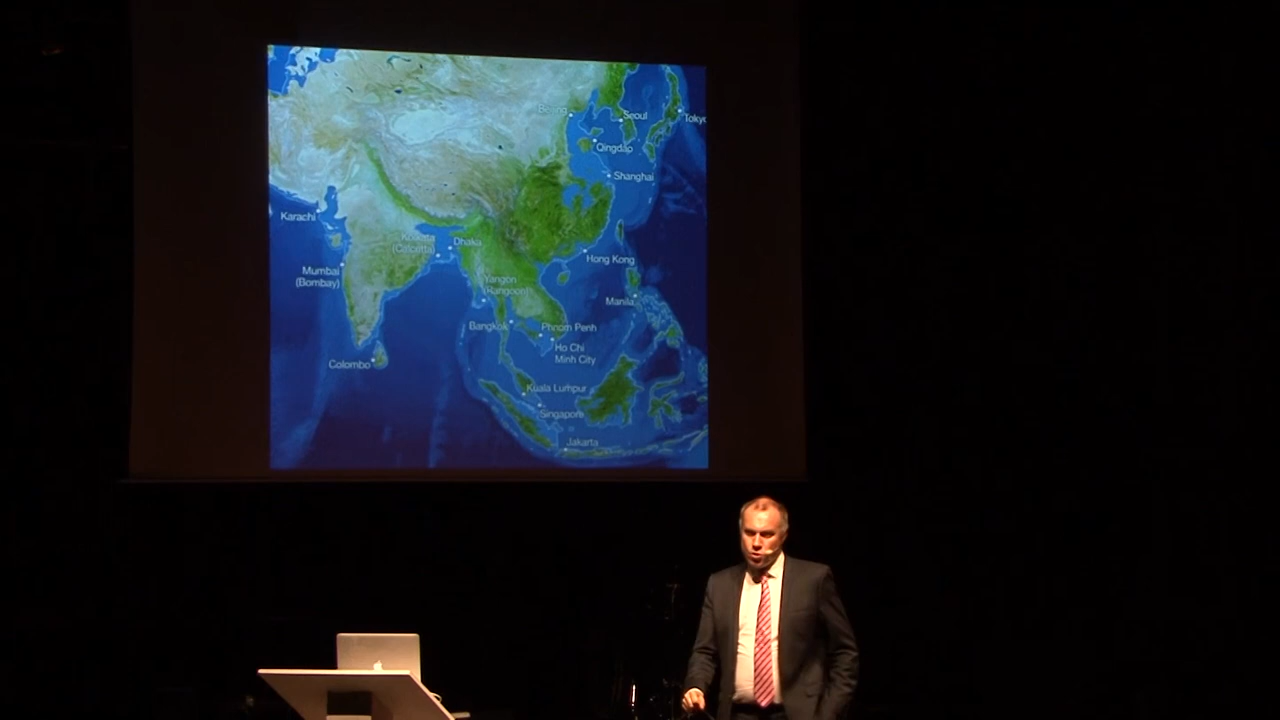 Beijing
Seoul
Tokyo
Qingdao
Shanghai
Karachi
Kolkata
(Calcutta)
Dhaka
Hong Kong
Mumbai
(Bombay)
Yangon
(Rangoon)
Manila
Bangkok
Phnom Penh
Ho Chi
Minh City
Colombo
Kuala Lumpur
Singapore
Jakarta